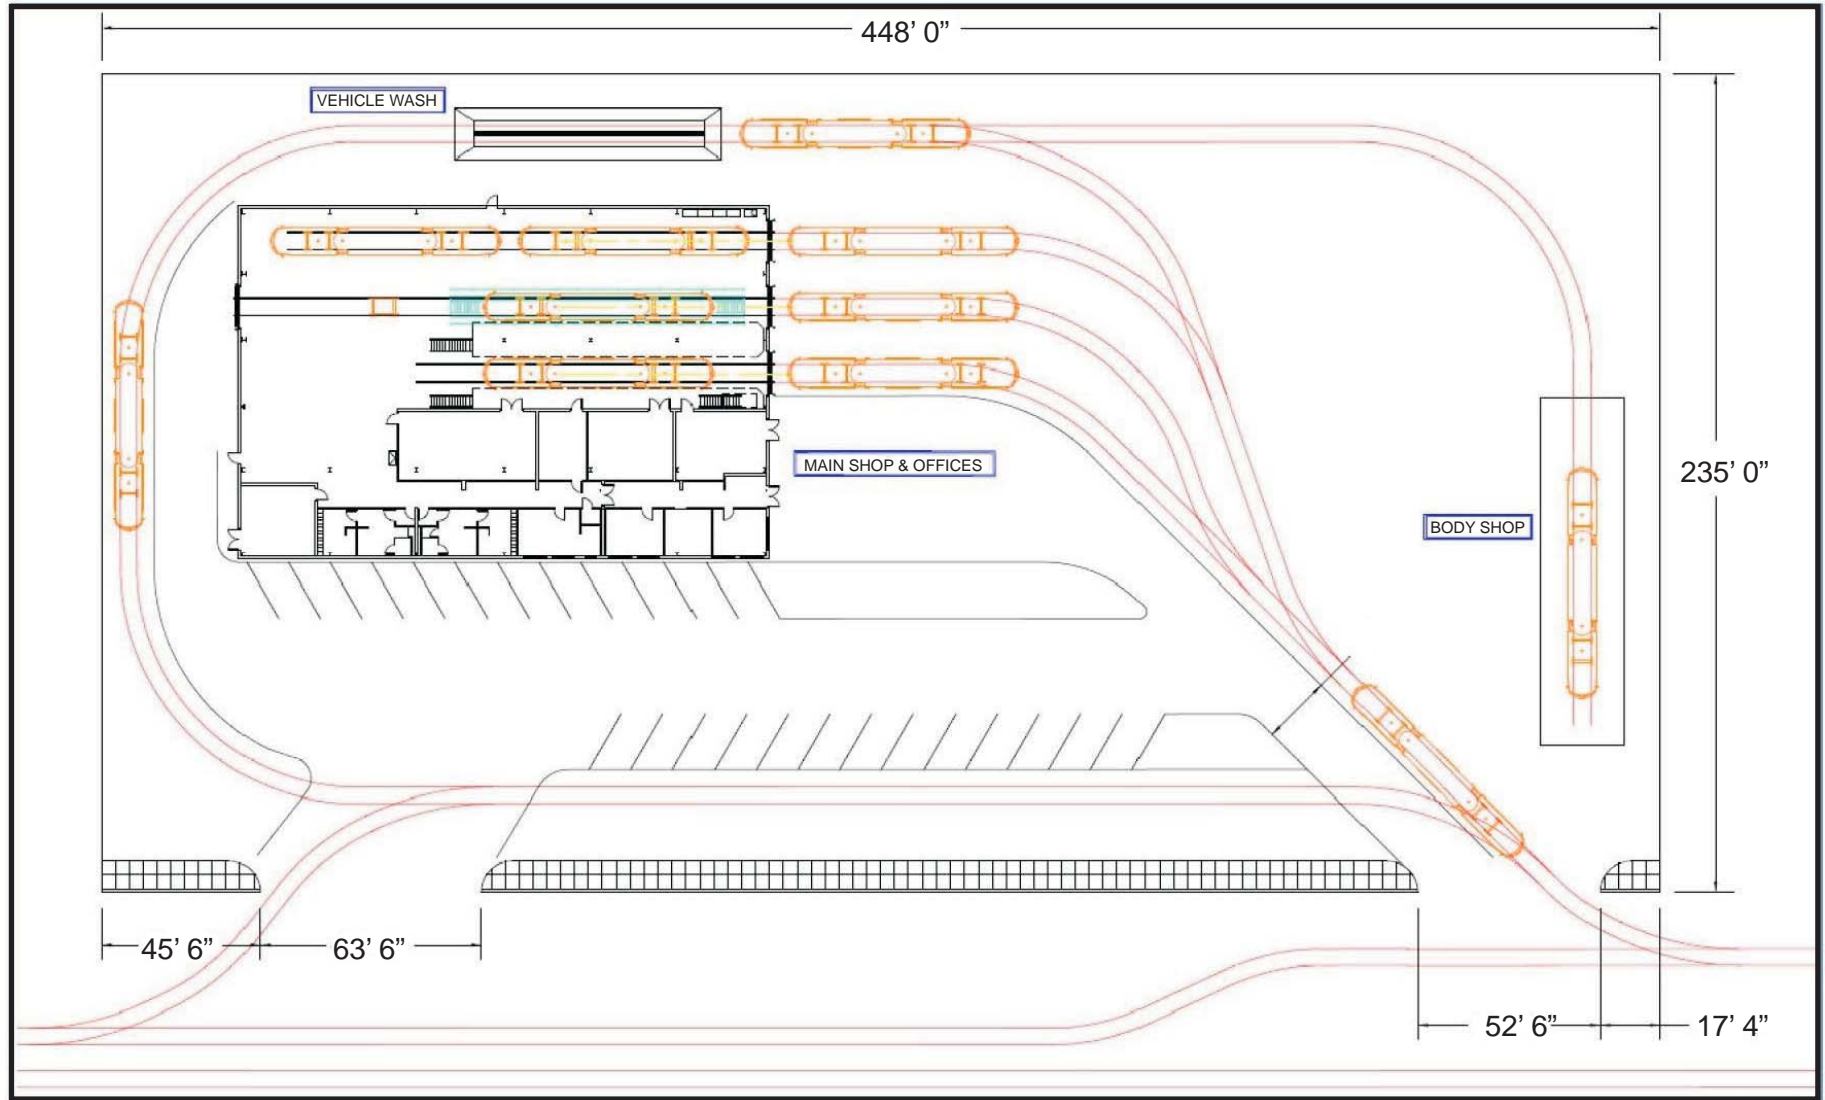 448’ 0”
VEHICLE WASH
MAIN SHOP & OFFICES
235’ 0”
BODY SHOP
45’ 6”
63’ 6”
52’ 6”
17’ 4”